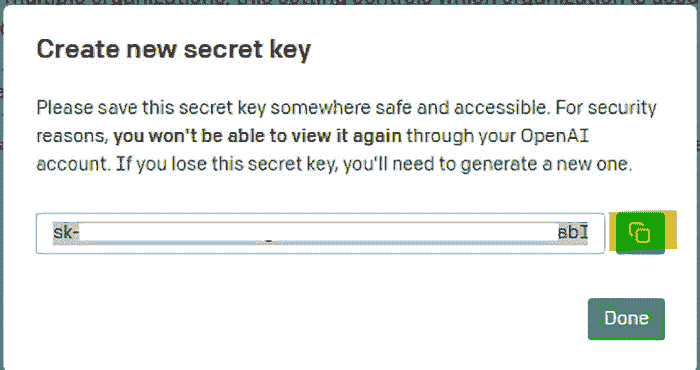 Create new secret key
Please save this secret key somewhere safe and accessible. For security
reasons, you won't be able to view it again through your OpenAI
account. If you lose this secret key, you'll need to generate a new one.
sk- abI
Done